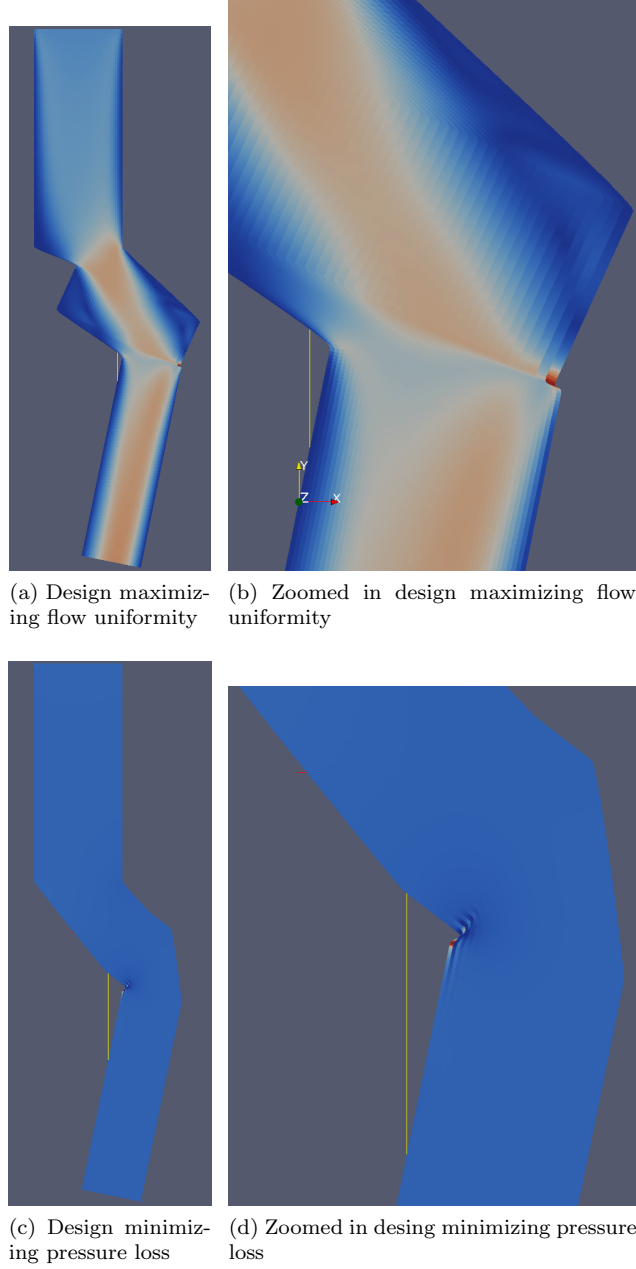 Y
Z X
(a) Design maximiz-
ing flow uniformity
(b) Zoomed in design maximizing flow
uniformity
(c) Design minimiz-
ing pressure loss
(d) Zoomed in desing minimizing pressure
loss